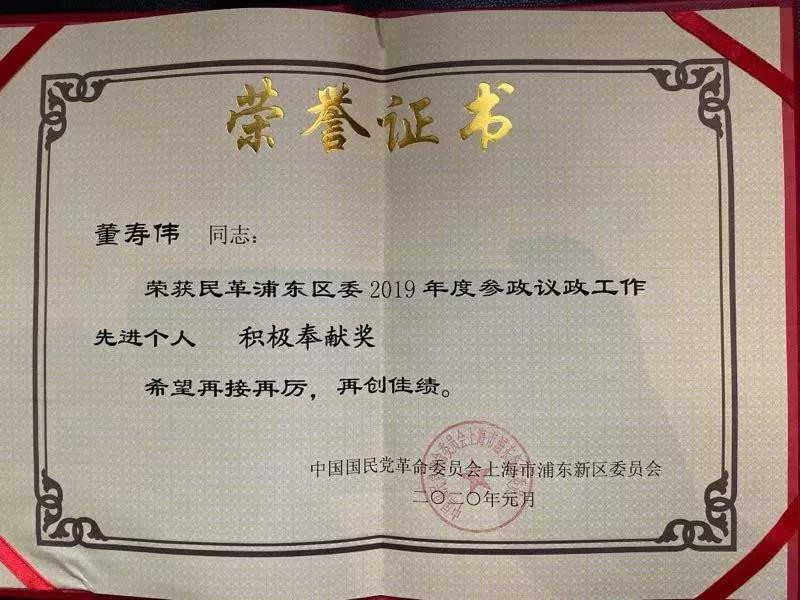 荣誉证书
董寿伟 同志：
荣获民革浦东区委2019年度参政议政工作
先进个人 积极奉献奖
希望再接再厉，再创佳绩。
中国国民党革命委员会上海市浦东新区委员会
二〇二〇年元月